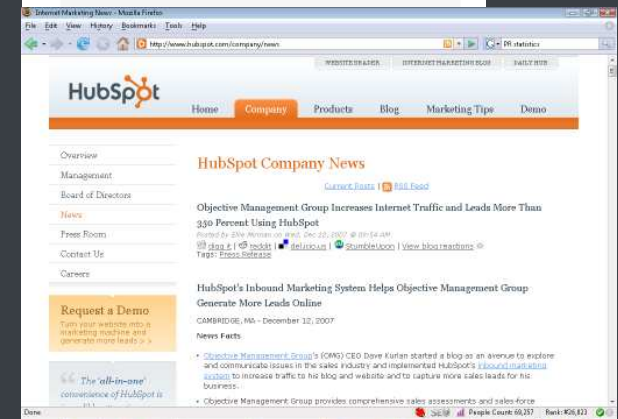 Internet Marketing News - Mozilla Firefox
File Edit View History Bookmarks Tools Help
http://www.hubspot.com/company/news
PR statistics
WEBSITE GRADER INTERNET MARKETING BLOG DAILY HUB
HubSpot
Home Company Products Blog Marketing Tips Demo
Overview
Management
Board of Directors
News
Press Room
Contact Us
Careers
Request a Demo
Turn your website into a
marketing machine and
generate more leads > >
The 'all-in-one'
convenience of HubSpot is
HubSpot Company News
Current Posts | RSS Feed
Objective Management Group Increases Internet Traffic and Leads More Than
350 Percent Using HubSpot
Posted by Ellie Mirman on Wed, Dec 12, 2007 @ 09:54 AM
digg it | reddit | del.icio.us | StumbleUpon | View blog reactions
Tags: Press Release
HubSpot's Inbound Marketing System Helps Objective Management Group
Generate More Leads Online
CAMBRIDGE, MA - December 12, 2007
News Facts
• Objective Management Group's (OMG) CEO Dave Kurlan started a blog as an avenue to explore
and communicate issues in the sales industry and implemented HubSpot's inbound marketing
system to increase traffic to his blog and website and to capture more sales leads for his
business.
• Objective Management Group provides comprehensive sales assessments and sales force
Done
People Count: 69,257 Rank: #26,823